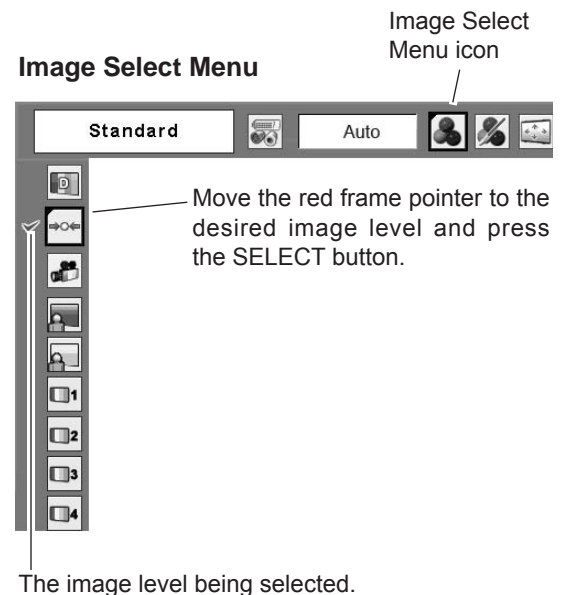 Image Select
Menu icon
Image Select Menu
Standard
Auto
D
Move the red frame pointer to the
desired image level and press
the SELECT button.
1
2
3
4
The image level being selected.